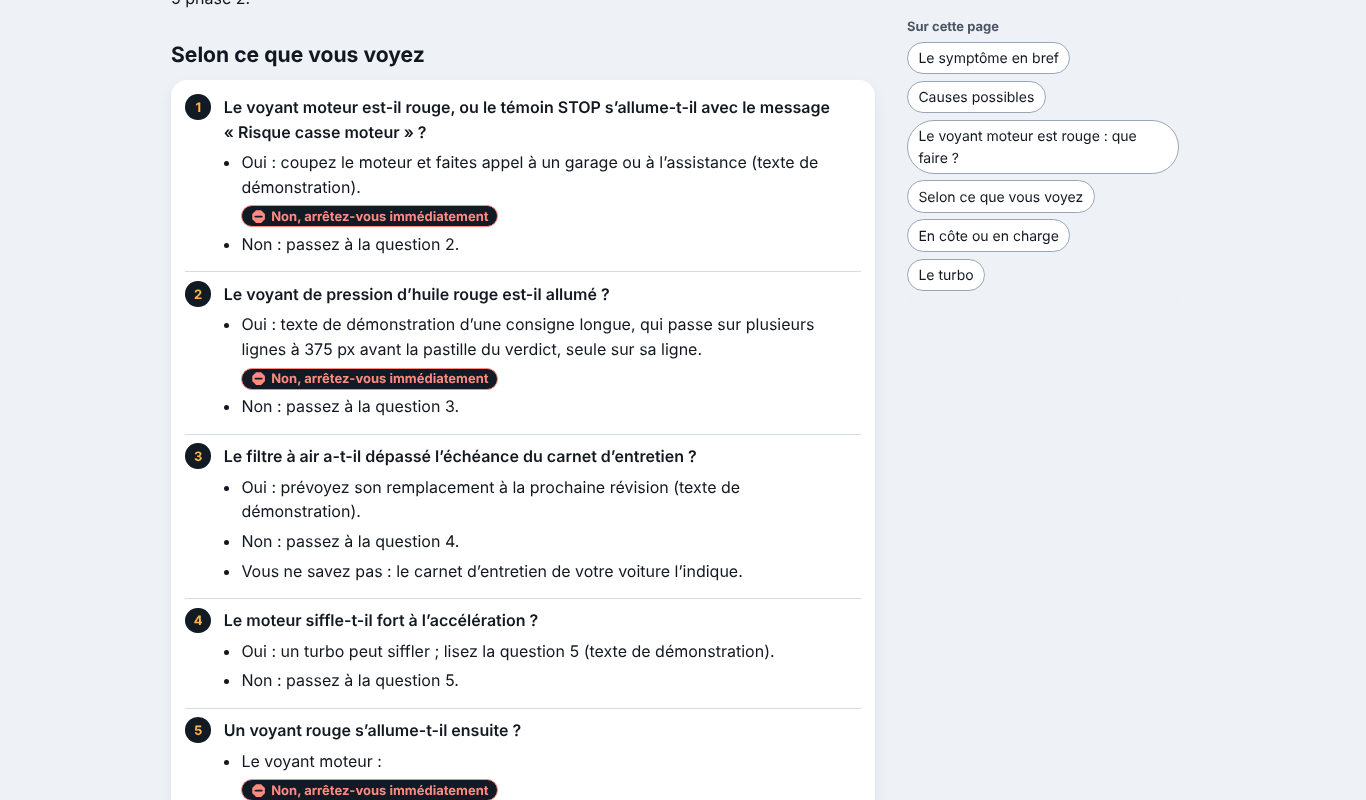 5 phase 2.
Selon ce que vous voyez
1 Le voyant moteur est-il rouge, ou le témoin STOP s’allume-t-il avec le message
« Risque casse moteur » ?
• Oui : coupez le moteur et faites appel à un garage ou à l’assistance (texte de
démonstration).
Non, arrêtez-vous immédiatement
• Non : passez à la question 2.
2 Le voyant de pression d’huile rouge est-il allumé ?
• Oui : texte de démonstration d’une consigne longue, qui passe sur plusieurs
lignes à 375 px avant la pastille du verdict, seule sur sa ligne.
Non, arrêtez-vous immédiatement
• Non : passez à la question 3.
3 Le filtre à air a-t-il dépassé l’échéance du carnet d’entretien ?
• Oui : prévoyez son remplacement à la prochaine révision (texte de
démonstration).
• Non : passez à la question 4.
• Vous ne savez pas : le carnet d’entretien de votre voiture l’indique.
4 Le moteur siffle-t-il fort à l’accélération ?
• Oui : un turbo peut siffler ; lisez la question 5 (texte de démonstration).
• Non : passez à la question 5.
5 Un voyant rouge s’allume-t-il ensuite ?
• Le voyant moteur :
Non, arrêtez-vous immédiatement
Sur cette page
Le symptôme en bref
Causes possibles
Le voyant moteur est rouge : que
faire ?
Selon ce que vous voyez
En côte ou en charge
Le turbo